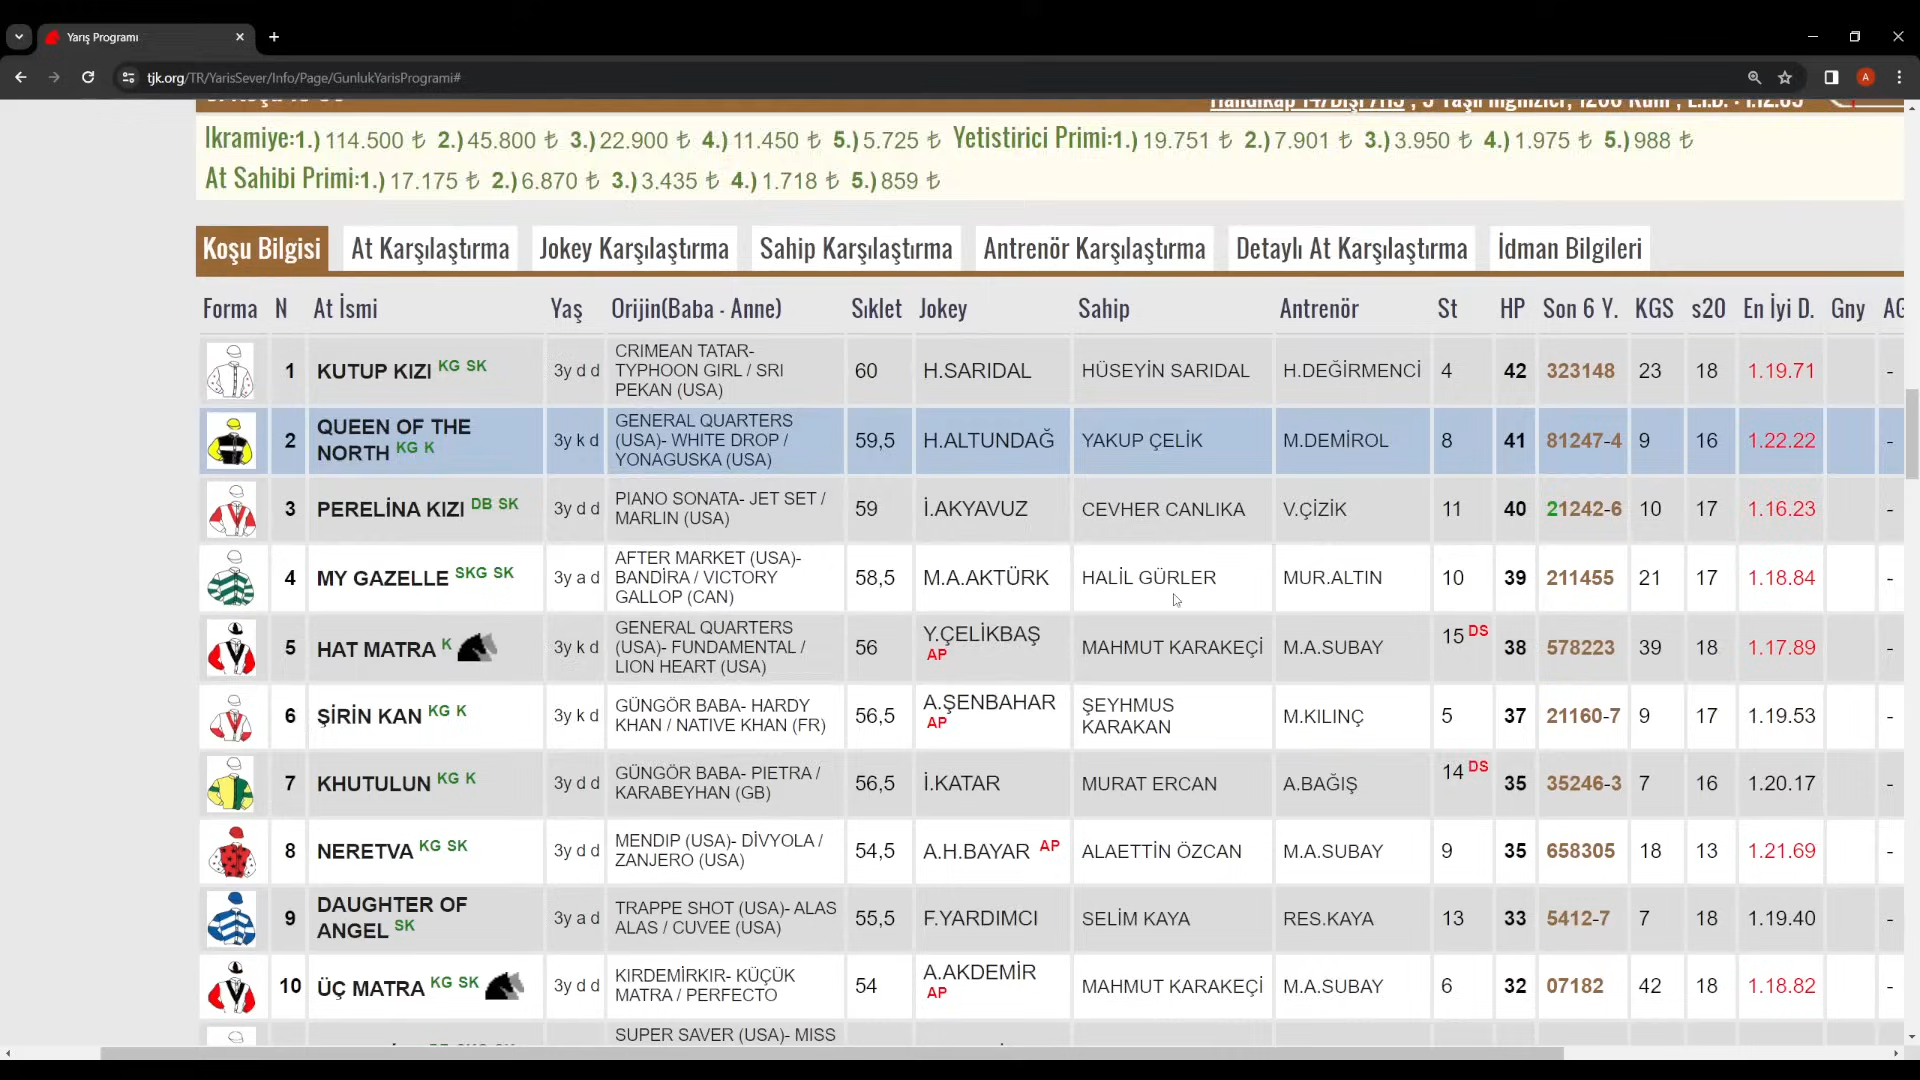 Yarış Programı
tjk.org/TR/YarisSever/Info/Page/GunlukYarisProgrami#
A
Handikap 14/Dişi /H3 , 3 Yaşlı İngilizler, 1200 Kum , E.İ.D. : 1.12.05
Ikramiye:1.) 114.500 ₺ 2.) 45.800 ₺ 3.) 22.900 ₺ 4.) 11.450 ₺ 5.) 5.725 ₺ Yetistirici Primi:1.) 19.751 ₺ 2.) 7.901 ₺ 3.) 3.950 ₺ 4.) 1.975 ₺ 5.) 988 ₺
At Sahibi Primi:1.) 17.175 ₺ 2.) 6.870 ₺ 3.) 3.435 ₺ 4.) 1.718 ₺ 5.) 859 ₺
Koşu Bilgisi At Karşılaştırma Jokey Karşılaştırma Sahip Karşılaştırma Antrenör Karşılaştırma Detaylı At Karşılaştırma İdman Bilgileri
Forma N At İsmi Yaş Orijin(Baba - Anne) Sıklet Jokey Sahip Antrenör St HP Son 6 Y. KGS s20 En İyi D. Gny AG
1 KUTUP KIZI KG SK 3y d d CRIMEAN TATAR- TYPHOON GIRL / SRI PEKAN (USA) 60 H.SARIDAL HÜSEYİN SARIDAL H.DEĞİRMENCİ 4 42 323148 23 18 1.19.71 -
2 QUEEN OF THE NORTH KG K 3y k d GENERAL QUARTERS (USA)- WHITE DROP / YONAGUSKA (USA) 59,5 H.ALTUNDAĞ YAKUP ÇELİK M.DEMİROL 8 41 81247-4 9 16 1.22.22 -
3 PERELİNA KIZI DB SK 3y d d PIANO SONATA- JET SET / MARLIN (USA) 59 İ.AKYAVUZ CEVHER CANLIKA V.ÇİZİK 11 40 21242-6 10 17 1.16.23 -
4 MY GAZELLE SKG SK 3y a d AFTER MARKET (USA)- BANDİRA / VICTORY GALLOP (CAN) 58,5 M.A.AKTÜRK HALİL GÜRLER MUR.ALTIN 10 39 211455 21 17 1.18.84 -
5 HAT MATRA K 3y k d GENERAL QUARTERS (USA)- FUNDAMENTAL / LION HEART (USA) 56 Y.ÇELİKBAŞ AP MAHMUT KARAKEÇİ M.A.SUBAY 15 DS 38 578223 39 18 1.17.89 -
6 ŞİRİN KAN KG K 3y k d GÜNGÖR BABA- HARDY KHAN / NATIVE KHAN (FR) 56,5 A.ŞENBAHAR AP ŞEYHMUS KARAKAN M.KILINÇ 5 37 21160-7 9 17 1.19.53 -
7 KHUTULUN KG K 3y d d GÜNGÖR BABA- PIETRA / KARABEYHAN (GB) 56,5 İ.KATAR MURAT ERCAN A.BAĞIŞ 14 DS 35 35246-3 7 16 1.20.17 -
8 NERETVA KG SK 3y d d MENDIP (USA)- DİVYOLA / ZANJERO (USA) 54,5 A.H.BAYAR AP ALAETTİN ÖZCAN M.A.SUBAY 9 35 658305 18 13 1.21.69 -
9 DAUGHTER OF ANGEL SK 3y a d TRAPPE SHOT (USA)- ALAS ALAS / CUVEE (USA) 55,5 F.YARDIMCI SELİM KAYA RES.KAYA 13 33 5412-7 7 18 1.19.40 -
10 ÜÇ MATRA KG SK 3y d d KIRDEMİRKIR- KÜÇÜK MATRA / PERFECTO 54 A.AKDEMİR AP MAHMUT KARAKEÇİ M.A.SUBAY 6 32 07182 42 18 1.18.82 -
SUPER SAVER (USA)- MISS